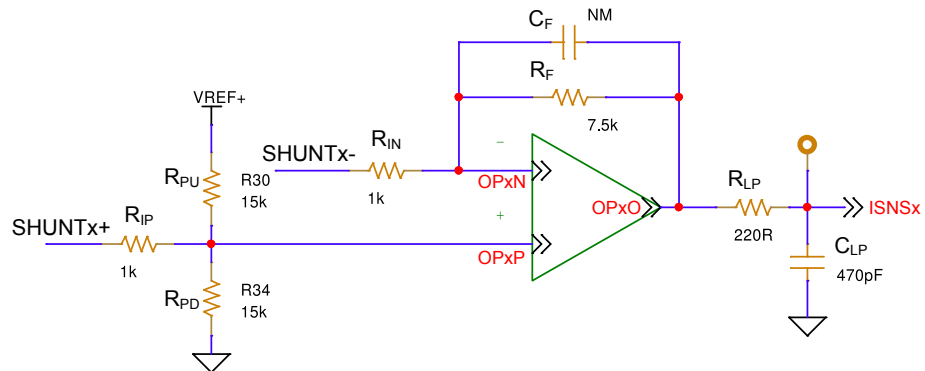 CF
NM
RF
7.5k
VREF+
SHUNTx-
RIN
1k
−
OPxN
RPU
R30
15k
SHUNTx+
RIP
1k
+
OPxP
OPxO
RLP
220R
ISNSx
CLP
470pF
RPD
R34
15k